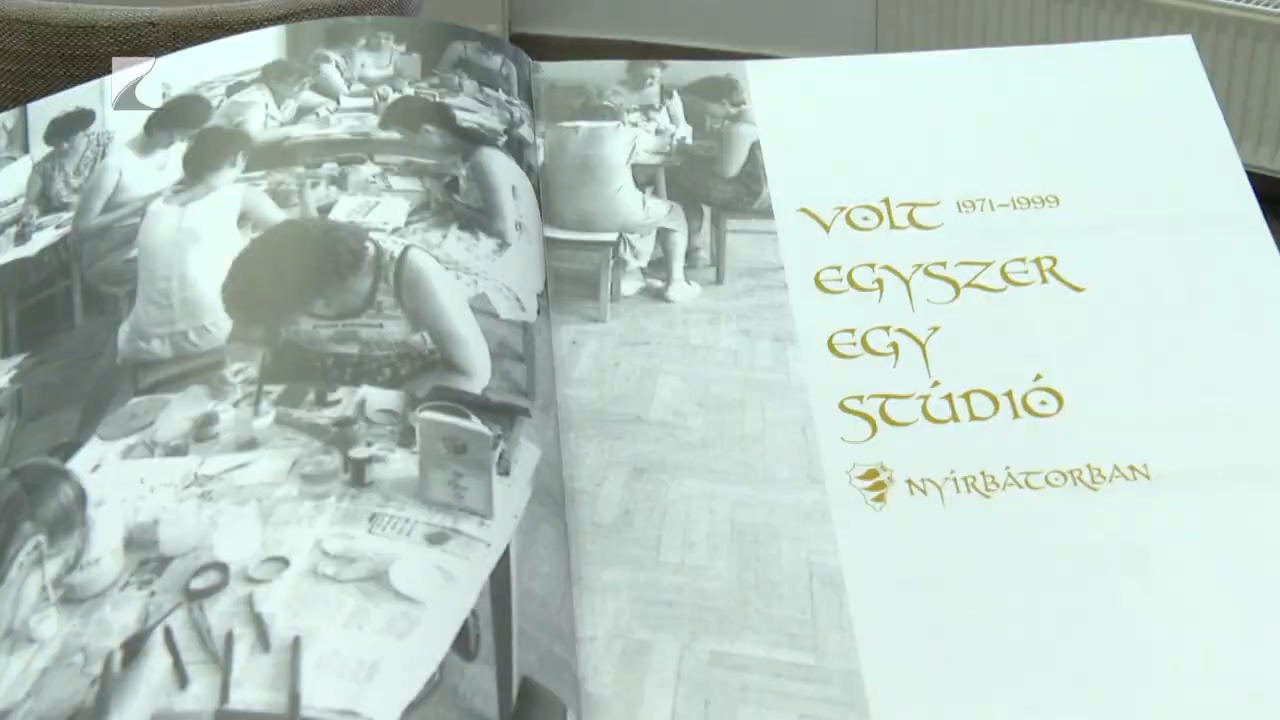 VOLT 1971–1999
EGYSZER
EGY
STÚDIÓ
NYÍRBÁTORBAN